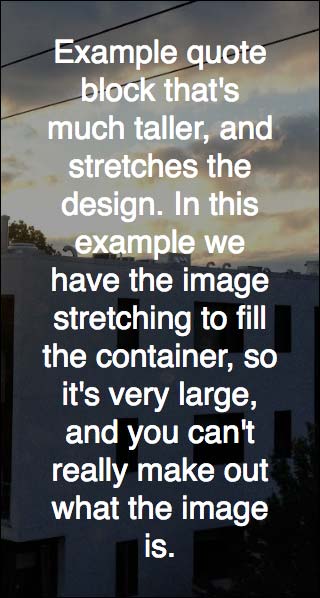 Example quote
block that's
much taller, and
stretches the
design. In this
example we
have the image
stretching to fill
the container, so
it's very large,
and you can't
really make out
what the image
is.